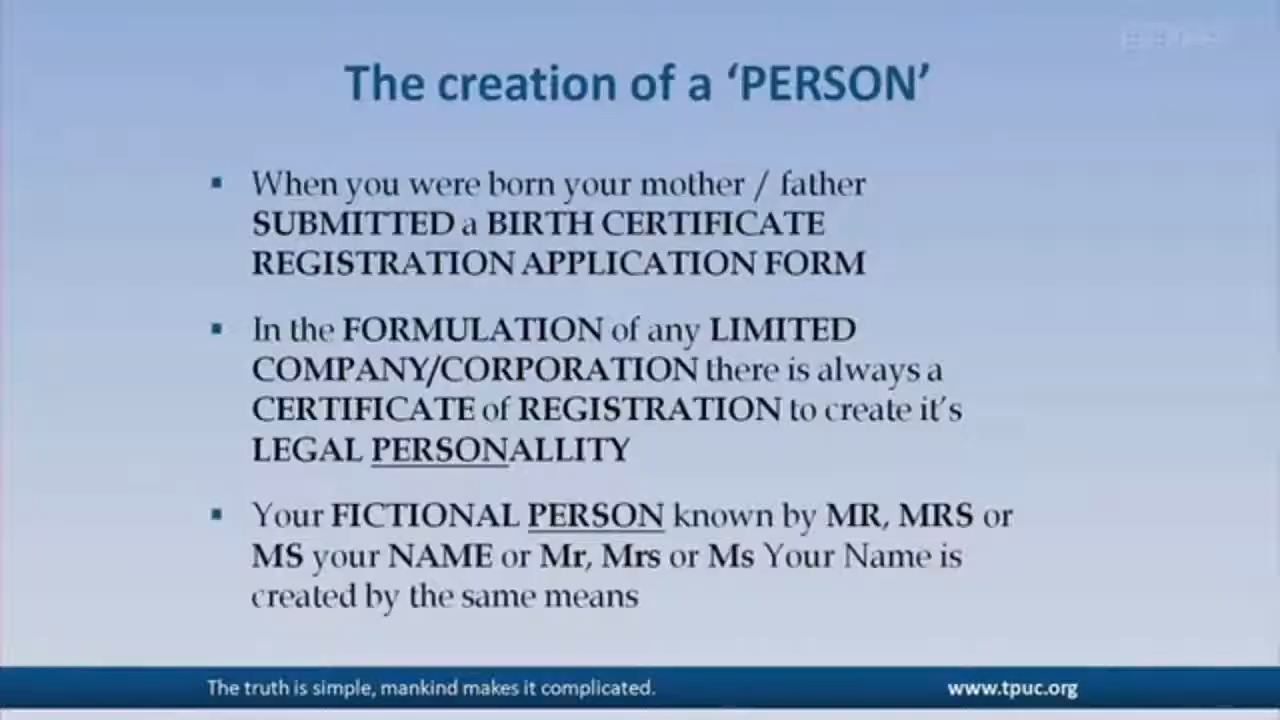 The creation of a ‘PERSON’
▪ When you were born your mother / father
SUBMITTED a BIRTH CERTIFICATE
REGISTRATION APPLICATION FORM
▪ In the FORMULATION of any LIMITED
COMPANY/CORPORATION there is always a
CERTIFICATE of REGISTRATION to create it’s
LEGAL PERSONALLITY
▪ Your FICTIONAL PERSON known by MR, MRS or
MS your NAME or Mr, Mrs or Ms Your Name is
created by the same means
The truth is simple, mankind makes it complicated.
www.tpuc.org